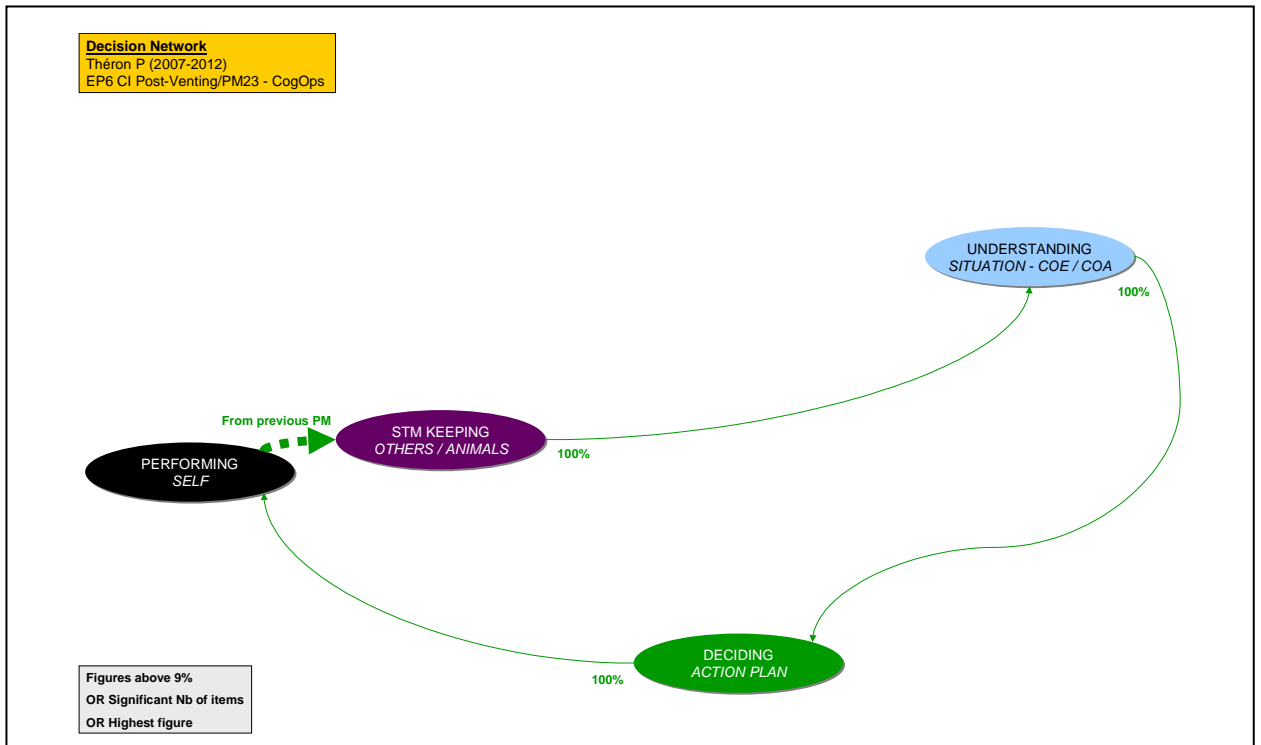 Decision Network
Théron P (2007-2012)
EP6 CI Post-Venting/PM23 - CogOps
UNDERSTANDING
SITUATION - COE / COA
100%
From previous PM
STM KEEPING
OTHERS / ANIMALS
100%
PERFORMING
SELF
DECIDING
ACTION PLAN
100%
Figures above 9%
OR Significant Nb of items
OR Highest figure